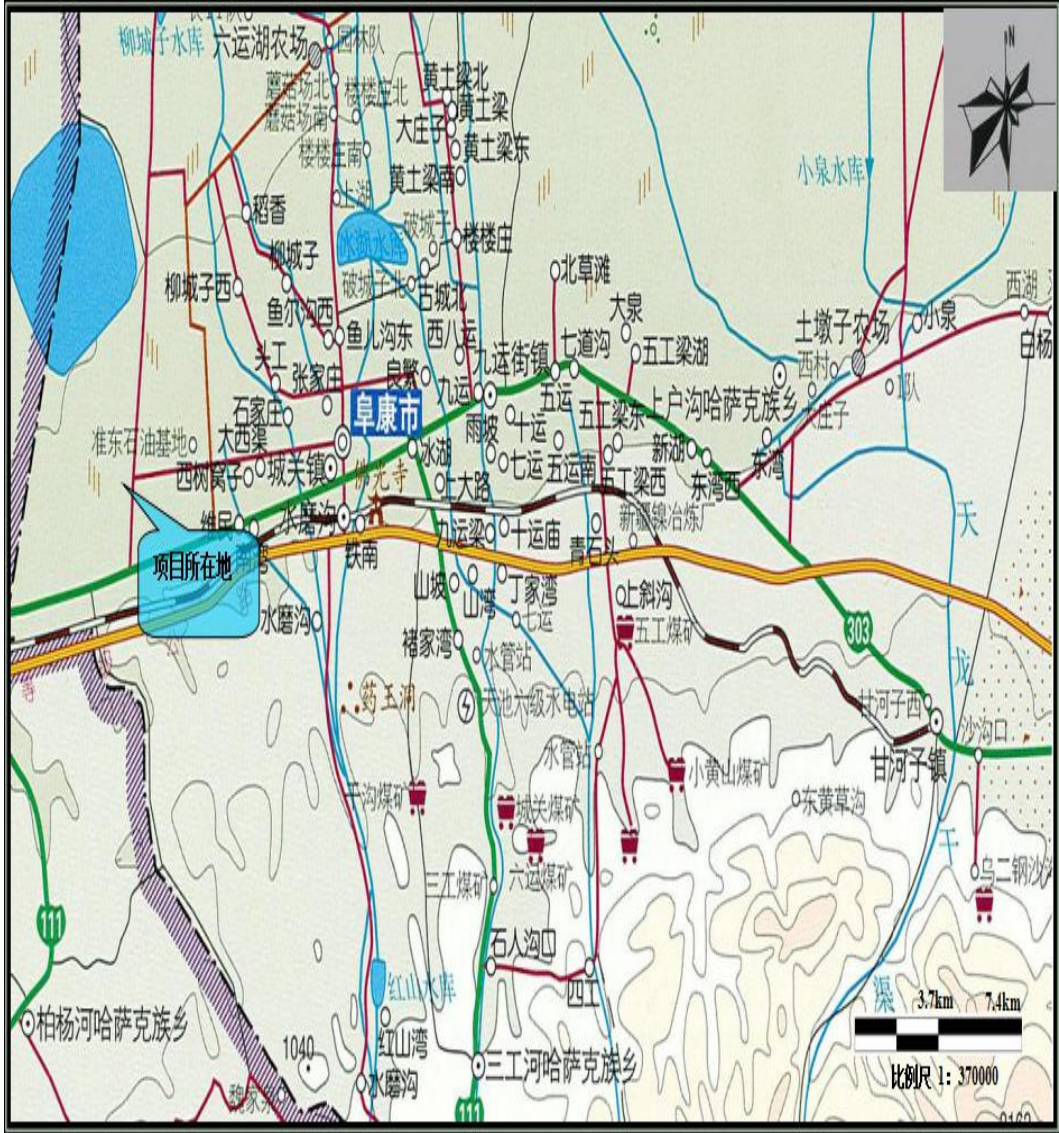 柳城子水库
六运湖农场
园林队
蘑菇场北
楼楼庄北
蘑菇场南
楼楼庄南
黄土梁北
黄土梁
大庄子
黄土梁东
黄土梁南
小泉水库
N
稻香
上湖
破城子
冰湖水库
楼楼庄
柳城子
柳城子西
破城子北
古城北
北草滩
西湖
鱼尔沟西
鱼儿沟东
西八运
大泉
土墩子农场
小泉
白杨
头工
张家庄
良繁
九运街镇
七道沟
五工梁湖
西村
九运
五运
上户沟哈萨克族乡
石家庄
阜康市
雨坡
十运
五工梁东
准东石油基地
大西渠
冰湖
七运
五运南
新湖
东湾
西树窝子
城关镇
佛光寺
上大路
五工梁西
东湾西
新疆镍冶炼厂
维民
水磨沟
铁南
九运梁
十运庙
青石头
天
项目所在地
山坡
山湾
丁家湾
上斜沟
水磨沟
七运
五工煤矿
303
褚家湾
水管站
龙
药王洞
天池六级水电站
甘河子西
沙沟口
水管站
甘河子镇
干沟煤矿
小黄山煤矿
城关煤矿
东黄草沟
干
三工煤矿
六运煤矿
111
石人沟口
四工
红山水库
渠
3.7km
7.4km
柏杨河哈萨克族乡
红山湾
1040
三工河哈萨克族乡
比例尺 1：370000
水磨沟
111